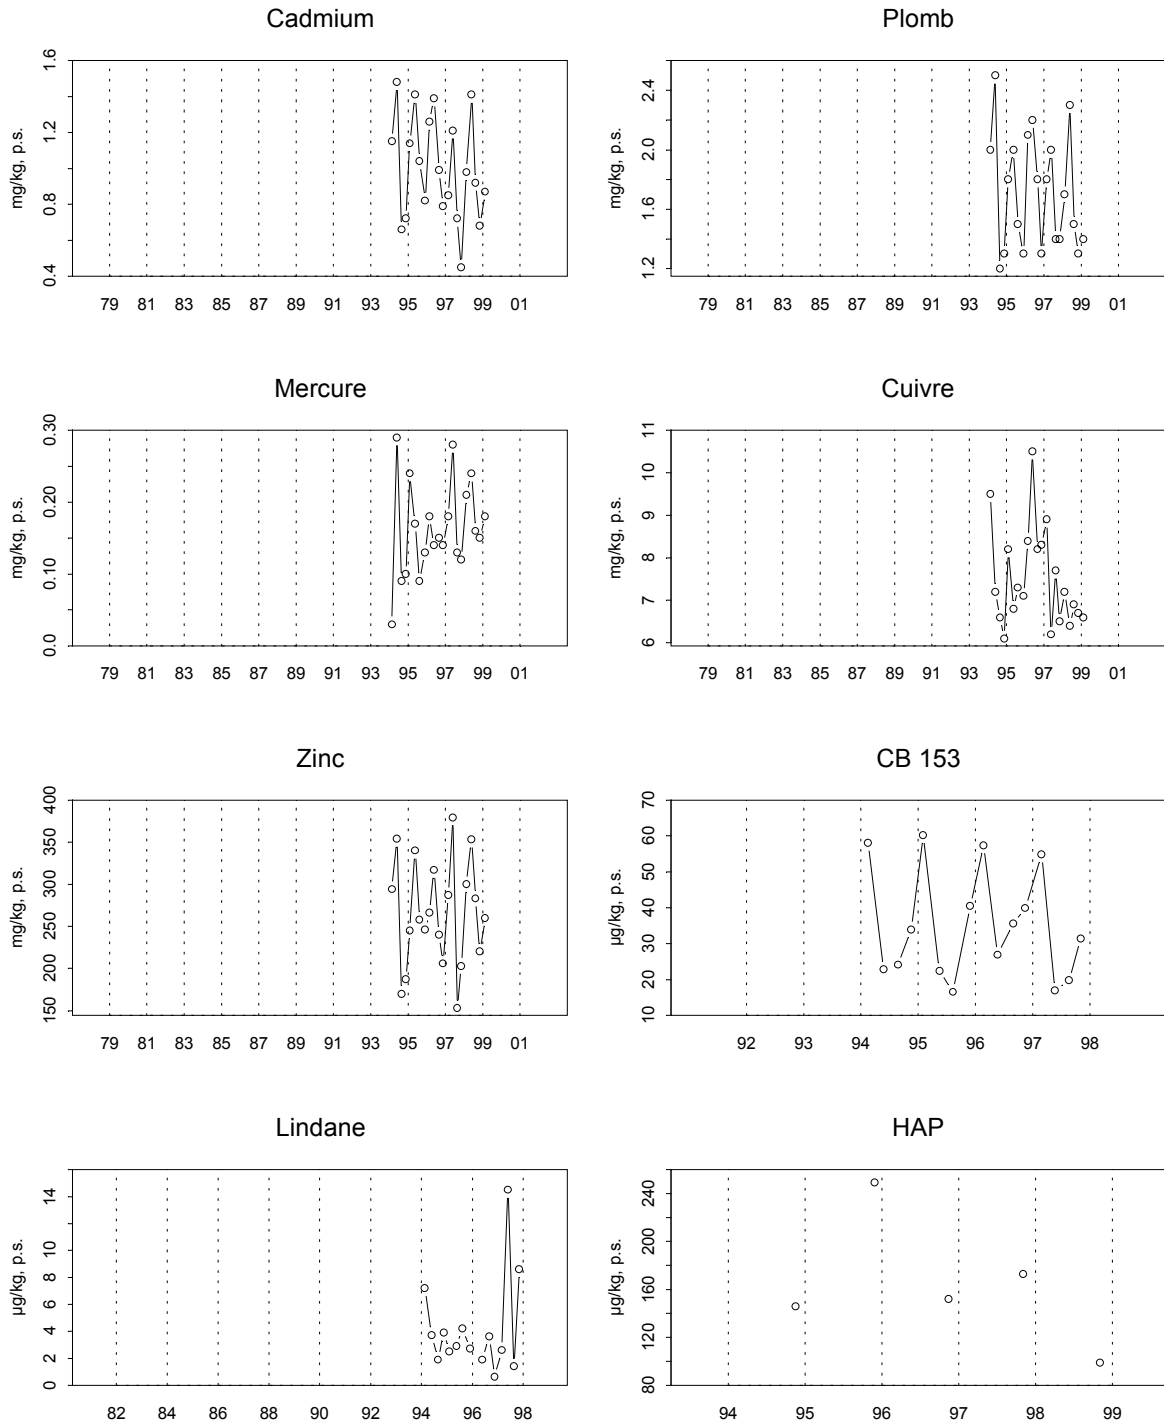 Cadmium
mg/kg, p.s.
1.6
1.2
0.8
0.4
79 81 83 85 87 89 91 93 95 97 99 01
Plomb
mg/kg, p.s.
2.4
2.0
1.6
1.2
79 81 83 85 87 89 91 93 95 97 99 01
Mercure
mg/kg, p.s.
0.30
0.20
0.10
0.0
79 81 83 85 87 89 91 93 95 97 99 01
Cuivre
mg/kg, p.s.
11
10
9
8
7
6
79 81 83 85 87 89 91 93 95 97 99 01
Zinc
mg/kg, p.s.
400
350
300
250
200
150
79 81 83 85 87 89 91 93 95 97 99 01
CB 153
µg/kg, p.s.
70
60
50
40
30
20
10
92 93 94 95 96 97 98
Lindane
µg/kg, p.s.
14
10
8
6
4
2
0
82 84 86 88 90 92 94 96 98
HAP
µg/kg, p.s.
240
200
160
120
80
94 95 96 97 98 99